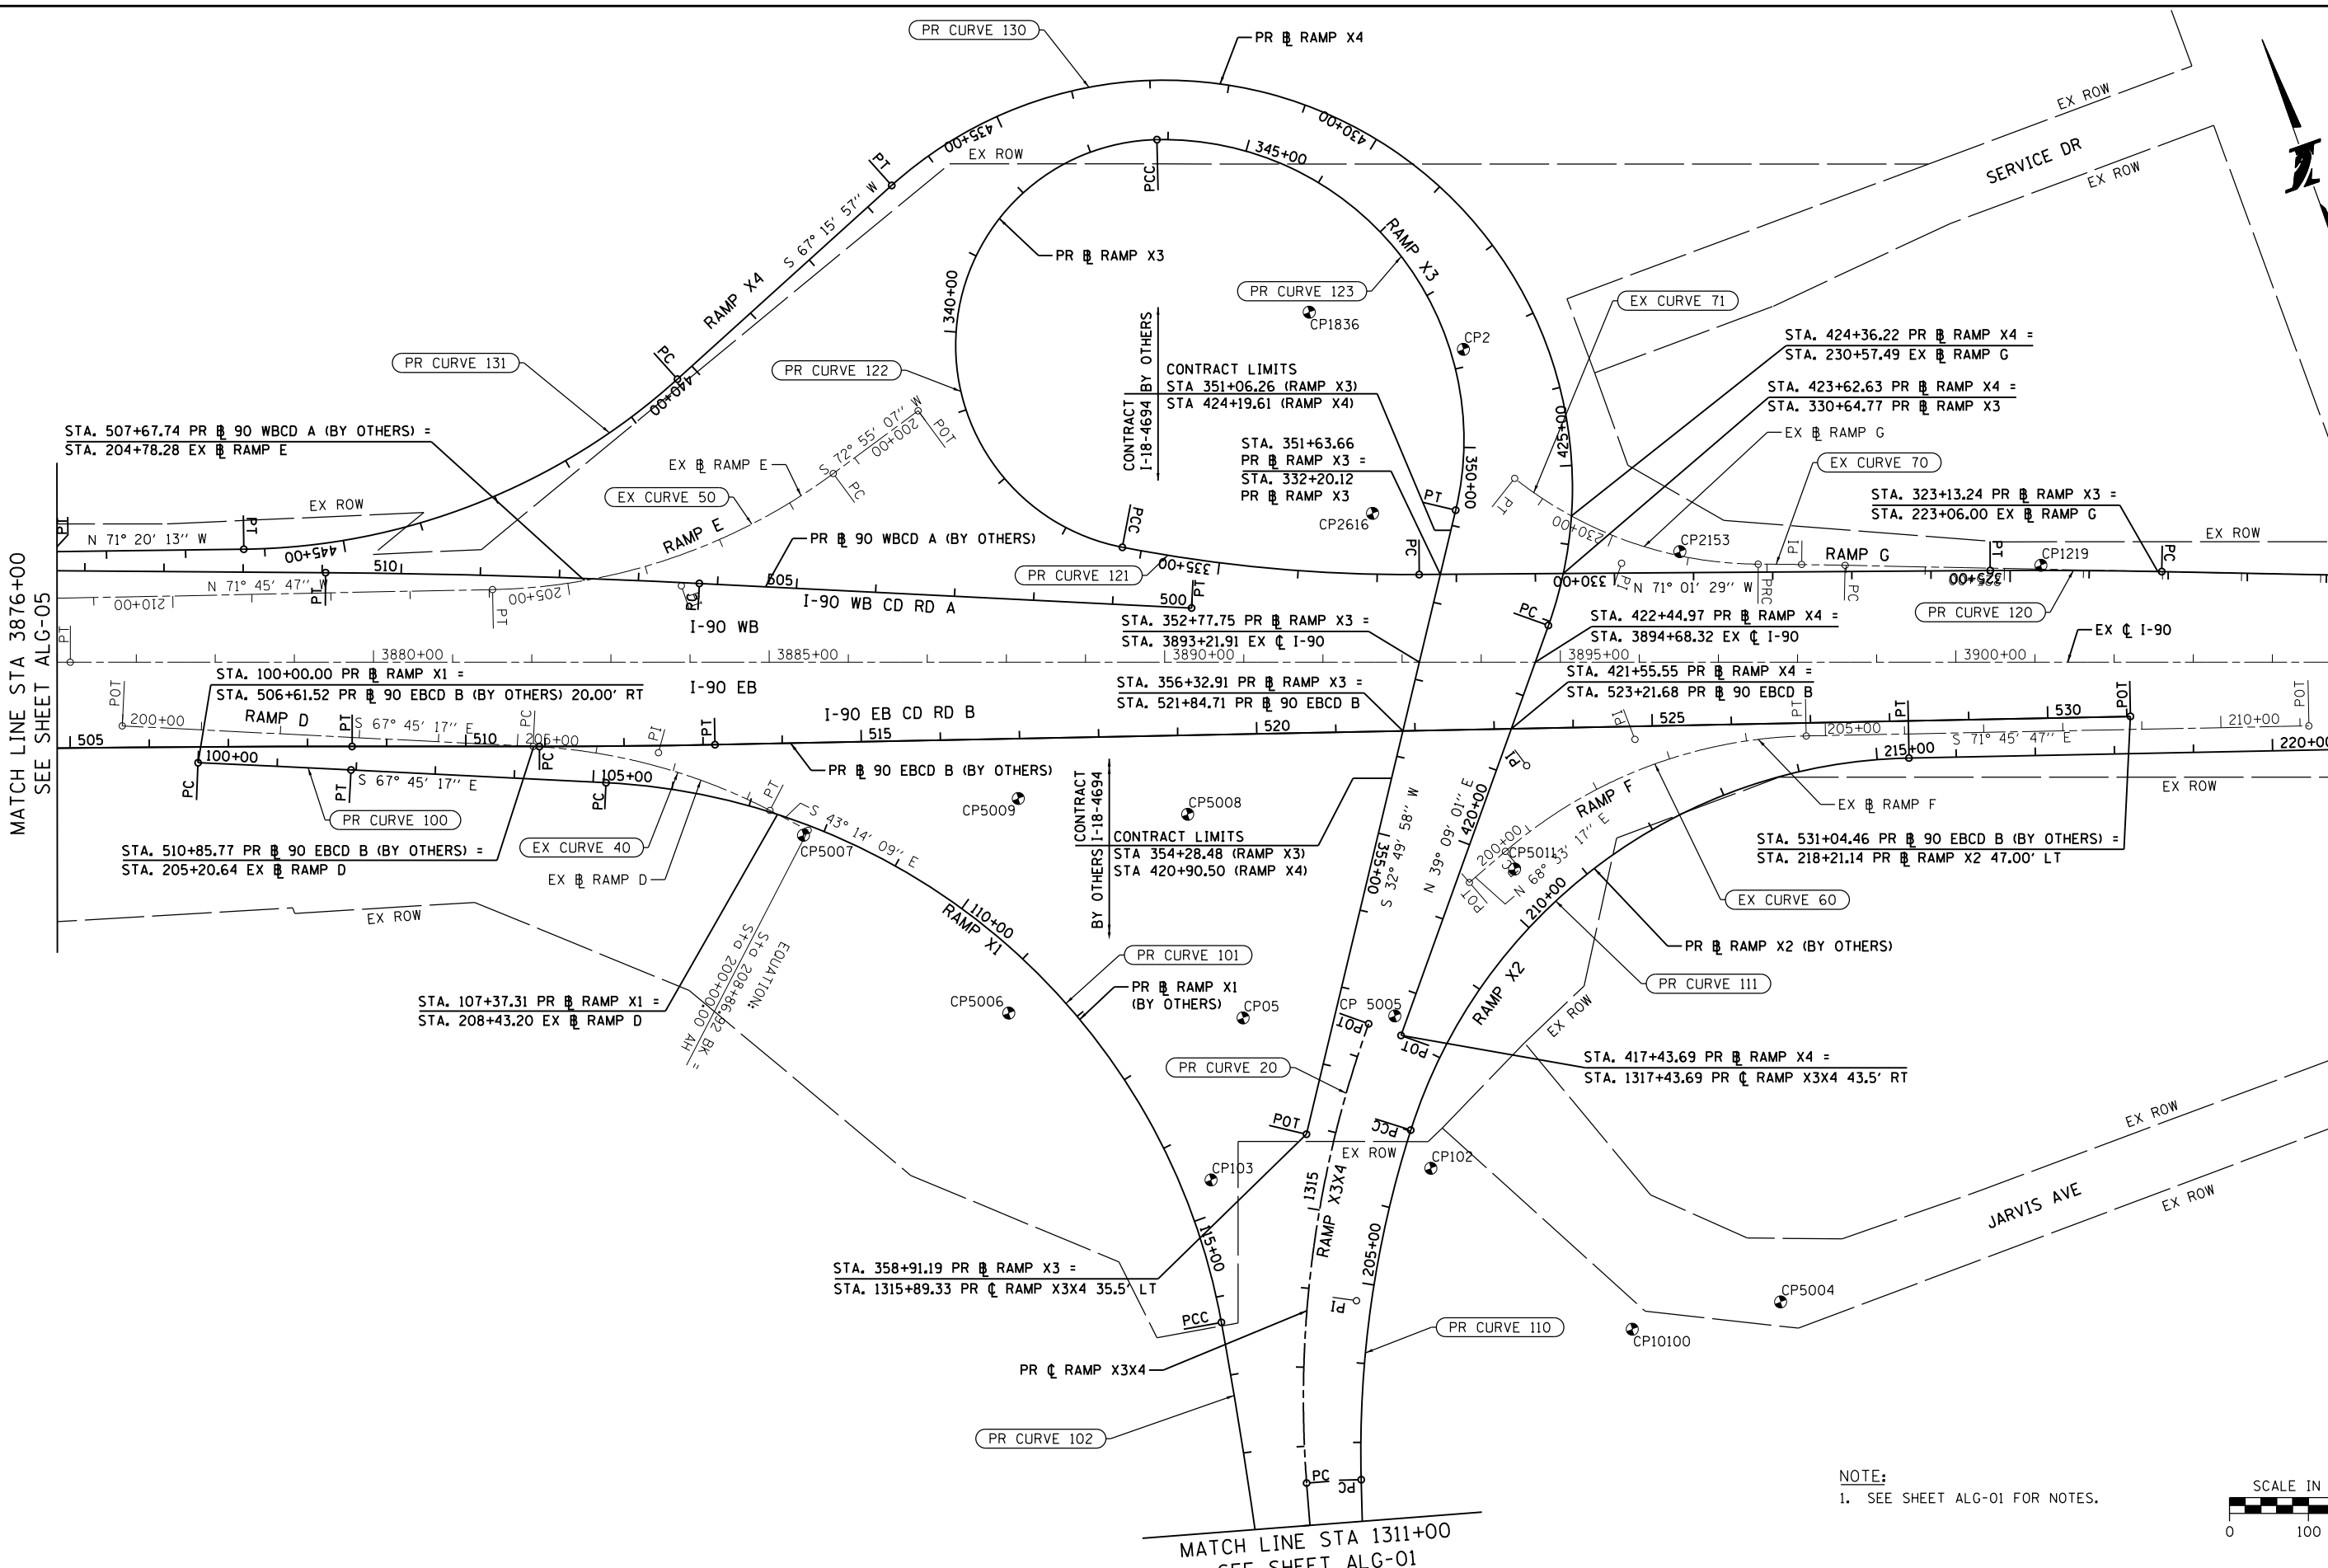 PR CURVE 130
PR ⅊ RAMP X4
EX ROW
SERVICE DR
EX ROW
435+00
EX ROW
430+00
345+00
PT
PCC
S 67° 15' 57" W
RAMP X4
PR ⅊ RAMP X3
RAMP X3
340+00
PR CURVE 123
CP1836
EX CURVE 71
CP2
PR CURVE 131
PC
440+00
PR CURVE 122
CONTRACT
I-18-4694 BY OTHERS
CONTRACT LIMITS
STA 351+06.26 (RAMP X3)
STA 424+19.61 (RAMP X4)
STA. 424+36.22 PR ⅊ RAMP X4 =
STA. 230+57.49 EX ⅊ RAMP G
STA. 423+62.63 PR ⅊ RAMP X4 =
STA. 330+64.77 PR ⅊ RAMP X3
EX ⅊ RAMP G
EX CURVE 70
425+00
STA. 507+67.74 PR ⅊ 90 WBCD A (BY OTHERS) =
STA. 204+78.28 EX ⅊ RAMP E
S 72° 55' 07" W
200+00
POT
PC
EX ⅊ RAMP E
EX CURVE 50
RAMP E
STA. 351+63.66
PR ⅊ RAMP X3 =
STA. 332+20.12
PR ⅊ RAMP X3
350+00
PT
CP2616
PT
230+00
CP2153
STA. 323+13.24 PR ⅊ RAMP X3 =
STA. 223+06.00 EX ⅊ RAMP G
EX ROW
EX ROW
PT
PT
N 71° 20' 13" W
445+00
510
PR ⅊ 90 WBCD A (BY OTHERS)
PCC
335+00
PR CURVE 121
PC
330+00
PI
PI
RAMP G
PT
CP1219
PC
N 71° 45' 47" W
PT
210+00
205+00
PT
PC
505
I-90 WB CD RD A
500
PT
N 71° 01' 29" W
PRC
PC
325+00
PR CURVE 120
MATCH LINE STA 3876+00
SEE SHEET ALG-05
PT
I-90 WB
STA. 352+77.75 PR ⅊ RAMP X3 =
STA. 3893+21.91 EX ℄ I-90
PC
STA. 422+44.97 PR ⅊ RAMP X4 =
STA. 3894+68.32 EX ℄ I-90
EX ℄ I-90
3880+00
3885+00
3890+00
3895+00
3900+00
STA. 100+00.00 PR ⅊ RAMP X1 =
STA. 506+61.52 PR ⅊ 90 EBCD B (BY OTHERS) 20.00' RT
I-90 EB
STA. 356+32.91 PR ⅊ RAMP X3 =
STA. 521+84.71 PR ⅊ 90 EBCD B
STA. 421+55.55 PR ⅊ RAMP X4 =
STA. 523+21.68 PR ⅊ 90 EBCD B
POT
200+00
RAMP D
PT
S 67° 45' 17" E
PC
PI
PT
I-90 EB CD RD B
520
525
PI
PT
PT
530
POT
POT
205+00
210+00
505
510
205+00
515
S 71° 45' 47" E
215+00
220+00
100+00
PC
PT
S 67° 45' 17" E
105+00
PC
PC
PR ⅊ 90 EBCD B (BY OTHERS)
PI
EX ROW
PR CURVE 100
PT
CP5009
CP5008
CONTRACT
BY OTHERS I-18-4694
CONTRACT LIMITS
STA 354+28.48 (RAMP X3)
STA 420+90.50 (RAMP X4)
RAMP F
EX ⅊ RAMP F
STA. 510+85.77 PR ⅊ 90 EBCD B (BY OTHERS) =
STA. 205+20.64 EX ⅊ RAMP D
EX CURVE 40
EX ⅊ RAMP D
CP5007
S 43° 14' 09" E
355+00
S 32° 49' 58" W
N 39° 09' 01" E
420+00
200+00
CP5011
N 68° 33' 17" E
POT
STA. 531+04.46 PR ⅊ 90 EBCD B (BY OTHERS) =
STA. 218+21.14 PR ⅊ RAMP X2 47.00' LT
EX CURVE 60
EX ROW
110+00
RAMP X1
210+00
PR ⅊ RAMP X2 (BY OTHERS)
EQUATION:
Sta 208+86.92 BK =
Sta 200+00.00 AH
PR CURVE 101
PR CURVE 111
STA. 107+37.31 PR ⅊ RAMP X1 =
STA. 208+43.20 EX ⅊ RAMP D
CP5006
PR ⅊ RAMP X1
(BY OTHERS)
CP05
CP 5005
POT
POT
RAMP X2
EX ROW
PR CURVE 20
STA. 417+43.69 PR ⅊ RAMP X4 =
STA. 1317+43.69 PR ℄ RAMP X3X4 43.5' RT
POT
PCC
EX ROW
CP103
CP102
EX ROW
JARVIS AVE
EX ROW
1315
RAMP X3X4
205+00
STA. 358+91.19 PR ⅊ RAMP X3 =
STA. 1315+89.33 PR ℄ RAMP X3X4 35.5' LT
PI
CP5004
PCC
PR CURVE 110
CP10100
PR ℄ RAMP X3X4
PR CURVE 102
PC
PC
NOTE:
1. SEE SHEET ALG-01 FOR NOTES.
SCALE IN
0 100
MATCH LINE STA 1311+00
SEE SHEET ALG-01